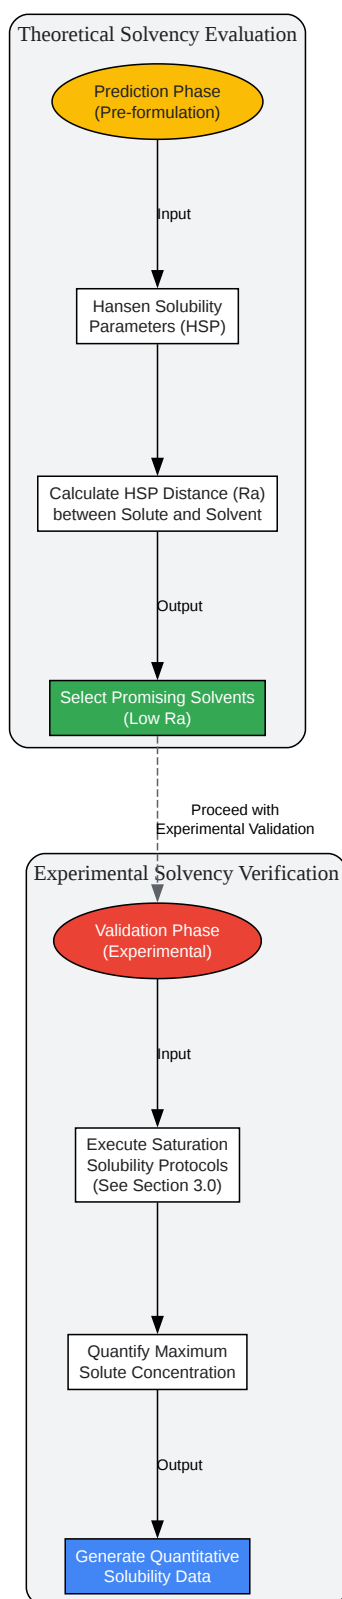 Theoretical Solvency Evaluation
Prediction Phase
(Pre-formulation)
Input
Hansen Solubility
Parameters (HSP)
Calculate HSP Distance (Ra)
between Solute and Solvent
Output
Select Promising Solvents
(Low Ra)
Proceed with
Experimental Validation
Experimental Solvency Verification
Validation Phase
(Experimental)
Input
Execute Saturation
Solubility Protocols
(See Section 3.0)
Quantify Maximum
Solute Concentration
Output
Generate Quantitative
Solubility Data